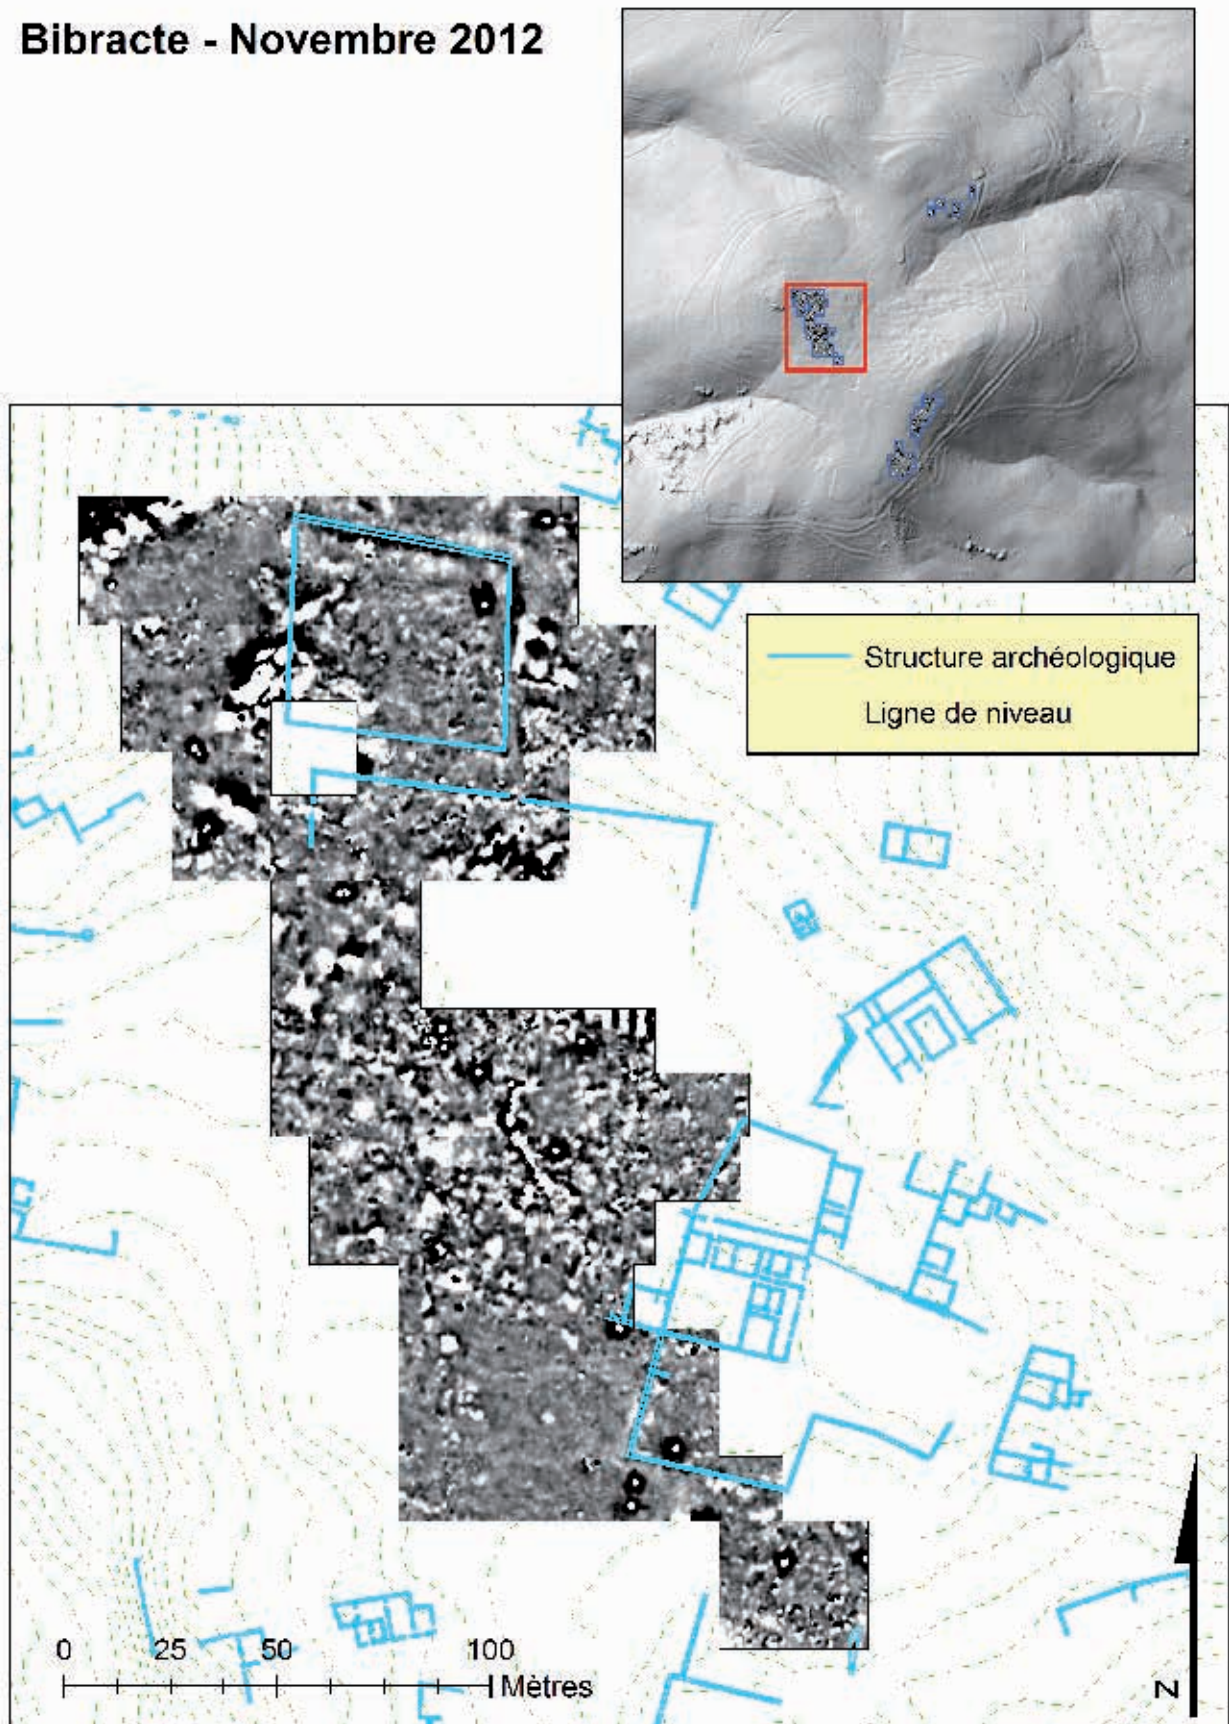 Bibracte - Novembre 2012
Structure archéologique
Ligne de niveau
0 25 50 100
Mètres
N